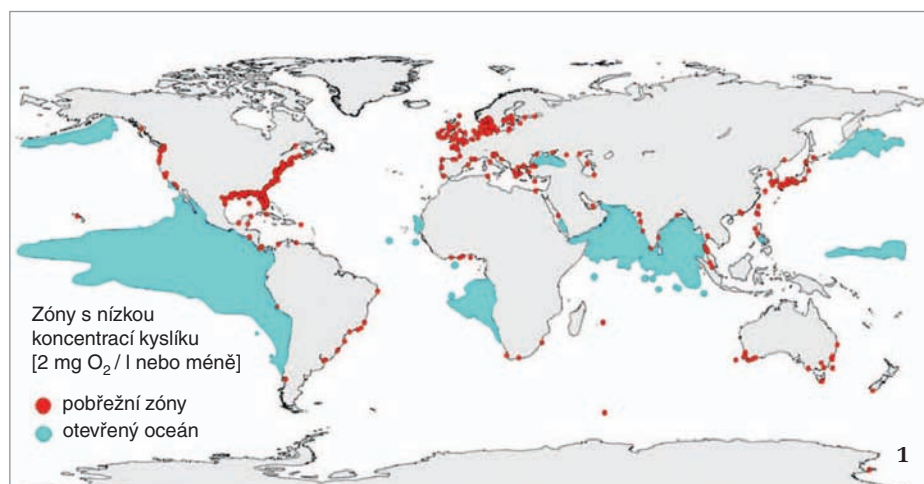 Zóny s nízkou
koncentrací kyslíku
[2 mg O₂ / l nebo méně]
pobřežní zóny
otevřený oceán
1